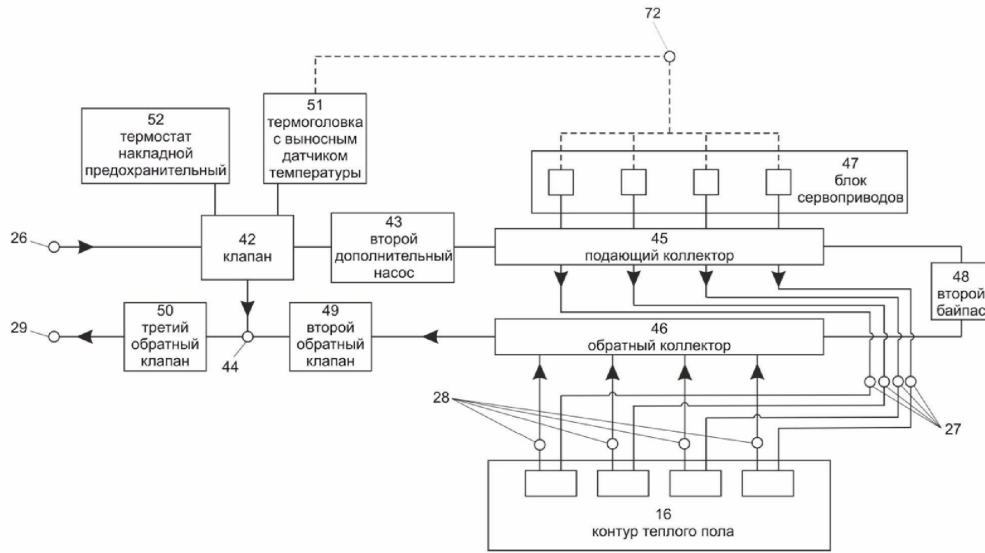 72
52
термостат
накладной
предохранительный
51
термоголовка
с выносным
датчиком
температуры
47
блок
сервоприводов
26
42
клапан
43
второй
дополнительный
насос
45
подающий коллектор
48
второй
байпас
29
50
третий
обратный
клапан
44
49
второй
обратный
клапан
46
обратный коллектор
28
27
16
контур теплого пола